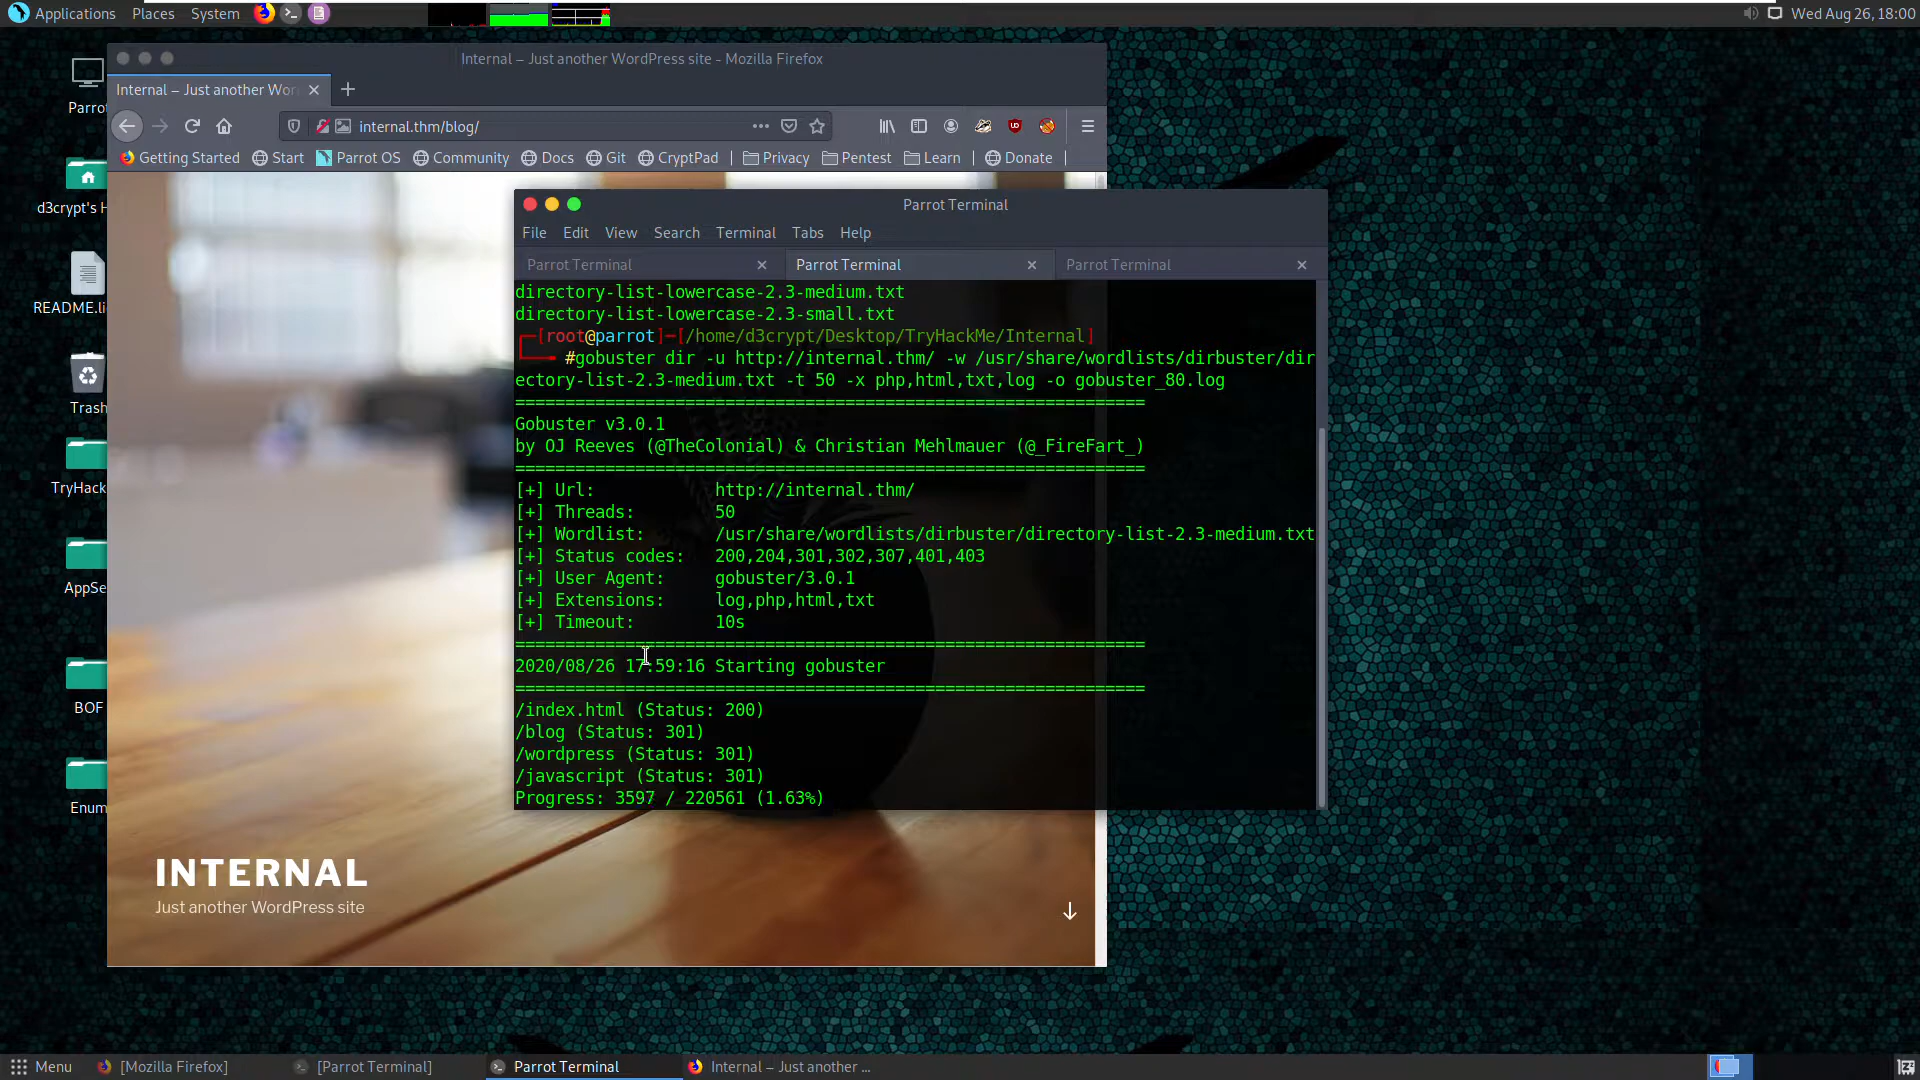 Applications Places System Wed Aug 26, 18:00
Internal – Just another WordPress site - Mozilla Firefox
Internal – Just another Wor
internal.thm/blog/
Getting Started Start Parrot OS Community Docs Git CryptPad Privacy Pentest Learn Donate
Parrot
d3crypt's H
README.li
Trash
TryHack
AppSe
BOF
Enum
Parrot Terminal
File Edit View Search Terminal Tabs Help
Parrot Terminal Parrot Terminal Parrot Terminal
directory-list-lowercase-2.3-medium.txt
directory-list-lowercase-2.3-small.txt
┌─[root@parrot]─[/home/d3crypt/Desktop/TryHackMe/Internal]
└──╼ #gobuster dir -u http://internal.thm/ -w /usr/share/wordlists/dirbuster/dir
ectory-list-2.3-medium.txt -t 50 -x php,html,txt,log -o gobuster_80.log
===============================================================
Gobuster v3.0.1
by OJ Reeves (@TheColonial) & Christian Mehlmauer (@_FireFart_)
===============================================================
[+] Url: http://internal.thm/
[+] Threads: 50
[+] Wordlist: /usr/share/wordlists/dirbuster/directory-list-2.3-medium.txt
[+] Status codes: 200,204,301,302,307,401,403
[+] User Agent: gobuster/3.0.1
[+] Extensions: log,php,html,txt
[+] Timeout: 10s
===============================================================
2020/08/26 17:59:16 Starting gobuster
===============================================================
/index.html (Status: 200)
/blog (Status: 301)
/wordpress (Status: 301)
/javascript (Status: 301)
Progress: 3597 / 220561 (1.63%)
INTERNAL
Just another WordPress site
Menu [Mozilla Firefox] [Parrot Terminal] Parrot Terminal Internal – Just another ...